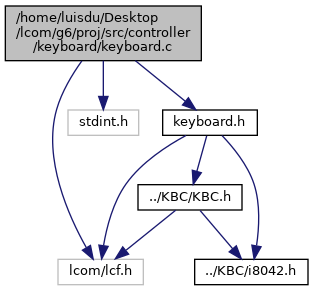 /home/luisdu/Desktop
/lcom/g6/proj/src/controller
/keyboard/keyboard.c
stdint.h
keyboard.h
../KBC/KBC.h
lcom/lcf.h
../KBC/i8042.h